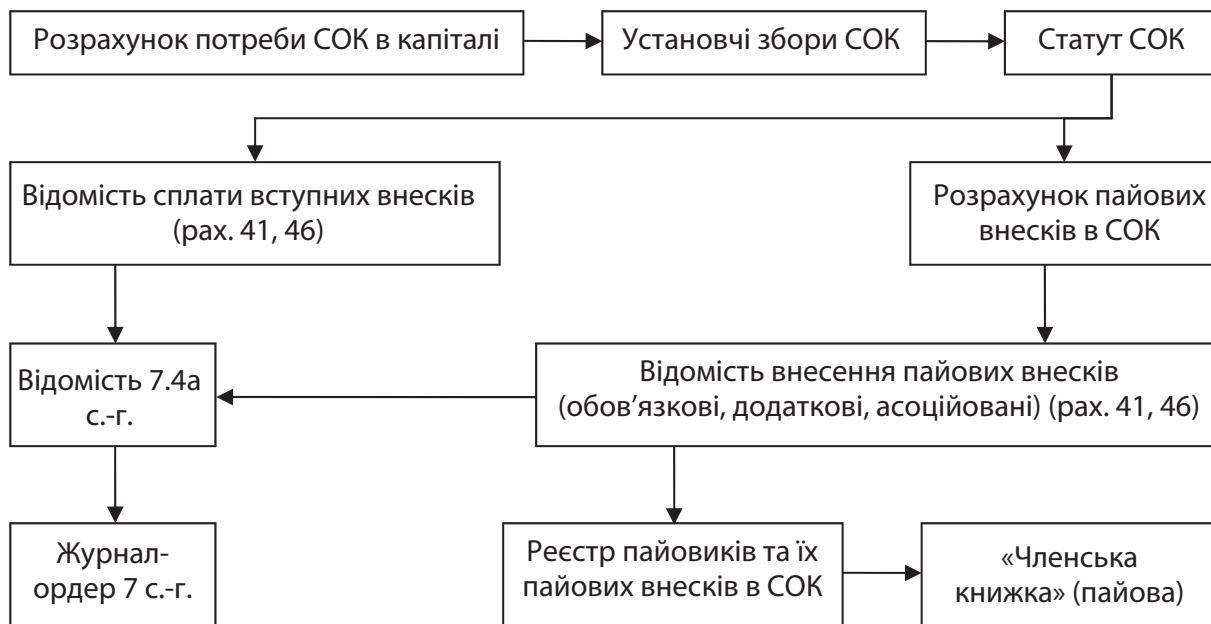 Розрахунок потреби СОК в капіталі
Установчі збори СОК
Статут СОК
Відомість сплати вступних внесків
(рах. 41, 46)
Розрахунок пайових
внесків в СОК
Відомість 7.4а
с.-г.
Відомість внесення пайових внесків
(обов’язкові, додаткові, асоційовані) (рах. 41, 46)
Журнал-
ордер 7 с.-г.
Реєстр пайовиків та їх
пайових внесків в СОК
«Членська
книжка» (пайова)